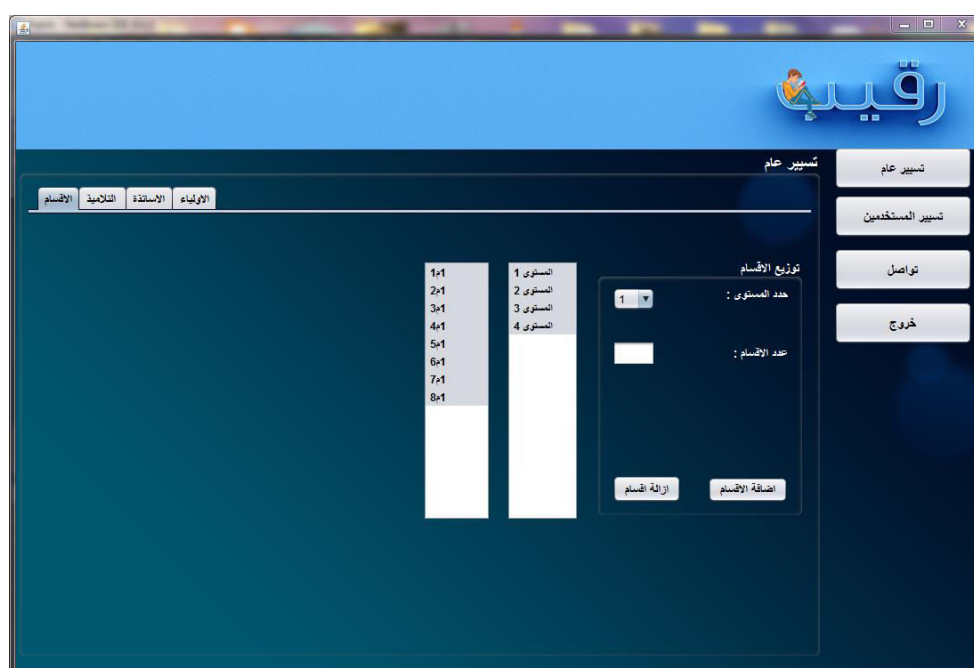 رقيب
تسيير عام
تسيير المستخدمين
تواصل
خروج
تسيير عام
الاولياء
الاساتذة
التلاميذ
الاقسام
توزيع الاقسام
حدد المستوى :
1
عدد الاقسام :
اضافة الاقسام
ازالة اقسام
المستوى 1
المستوى 2
المستوى 3
المستوى 4
1م1
1م2
1م3
1م4
1م5
1م6
1م7
1م8